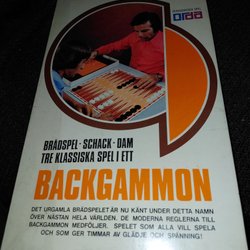 BRÄDSPEL · SCHACK · DAM
TRE KLASSISKA SPEL I ETT
BACKGAMMON
DET URGAMLA BRÄDSPELET ÄR NU KÄNT UNDER DETTA NAMN
ÖVER NÄSTAN HELA VÄRLDEN. DE MODERNA REGLERNA TILL
BACKGAMMON MEDFÖLJER. SPELET SOM ALLA VILL SPELA
OCH SOM GER TIMMAR AV GLÄDJE OCH SPÄNNING!